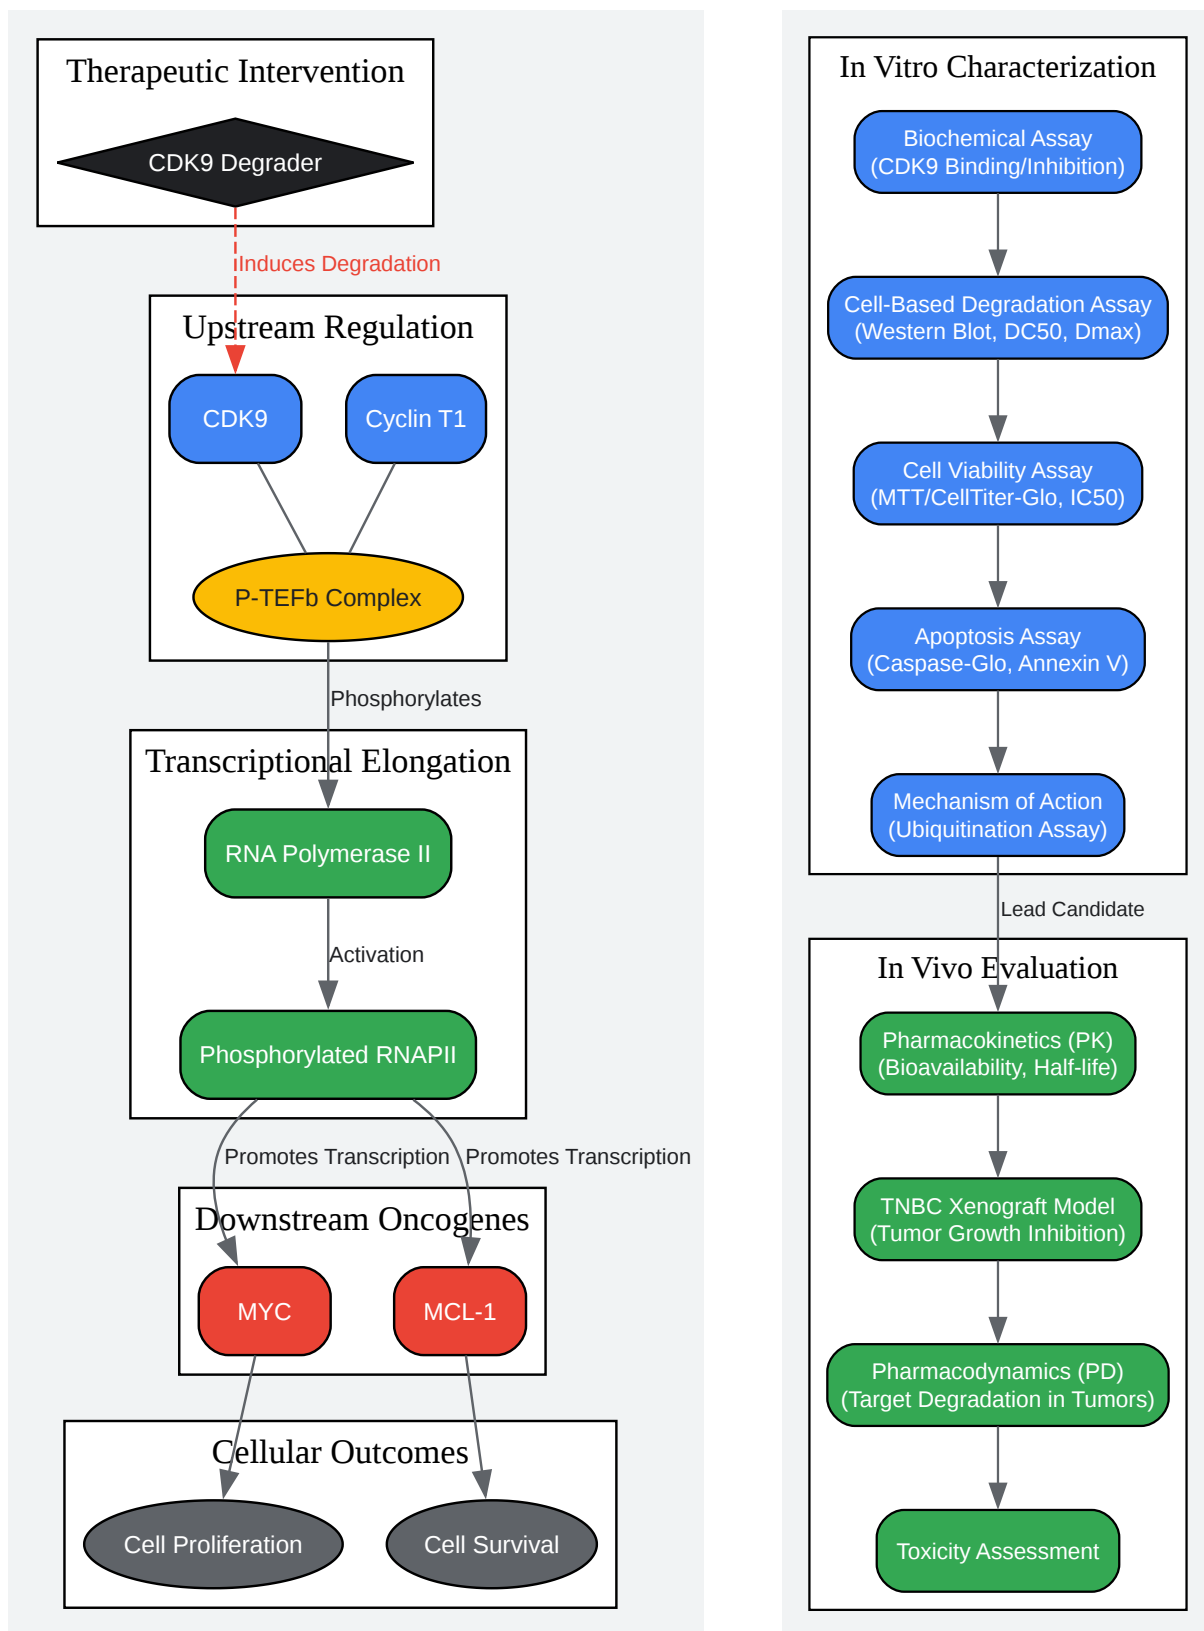 Therapeutic Intervention
CDK9 Degrader
Induces Degradation
Upstream Regulation
CDK9
Cyclin T1
P-TEFb Complex
Phosphorylates
Transcriptional Elongation
RNA Polymerase II
Activation
Phosphorylated RNAPII
Promotes Transcription
Promotes Transcription
Downstream Oncogenes
MYC
MCL-1
Cellular Outcomes
Cell Proliferation
Cell Survival
In Vitro Characterization
Biochemical Assay
(CDK9 Binding/Inhibition)
Cell-Based Degradation Assay
(Western Blot, DC50, Dmax)
Cell Viability Assay
(MTT/CellTiter-Glo, IC50)
Apoptosis Assay
(Caspase-Glo, Annexin V)
Mechanism of Action
(Ubiquitination Assay)
Lead Candidate
In Vivo Evaluation
Pharmacokinetics (PK)
(Bioavailability, Half-life)
TNBC Xenograft Model
(Tumor Growth Inhibition)
Pharmacodynamics (PD)
(Target Degradation in Tumors)
Toxicity Assessment